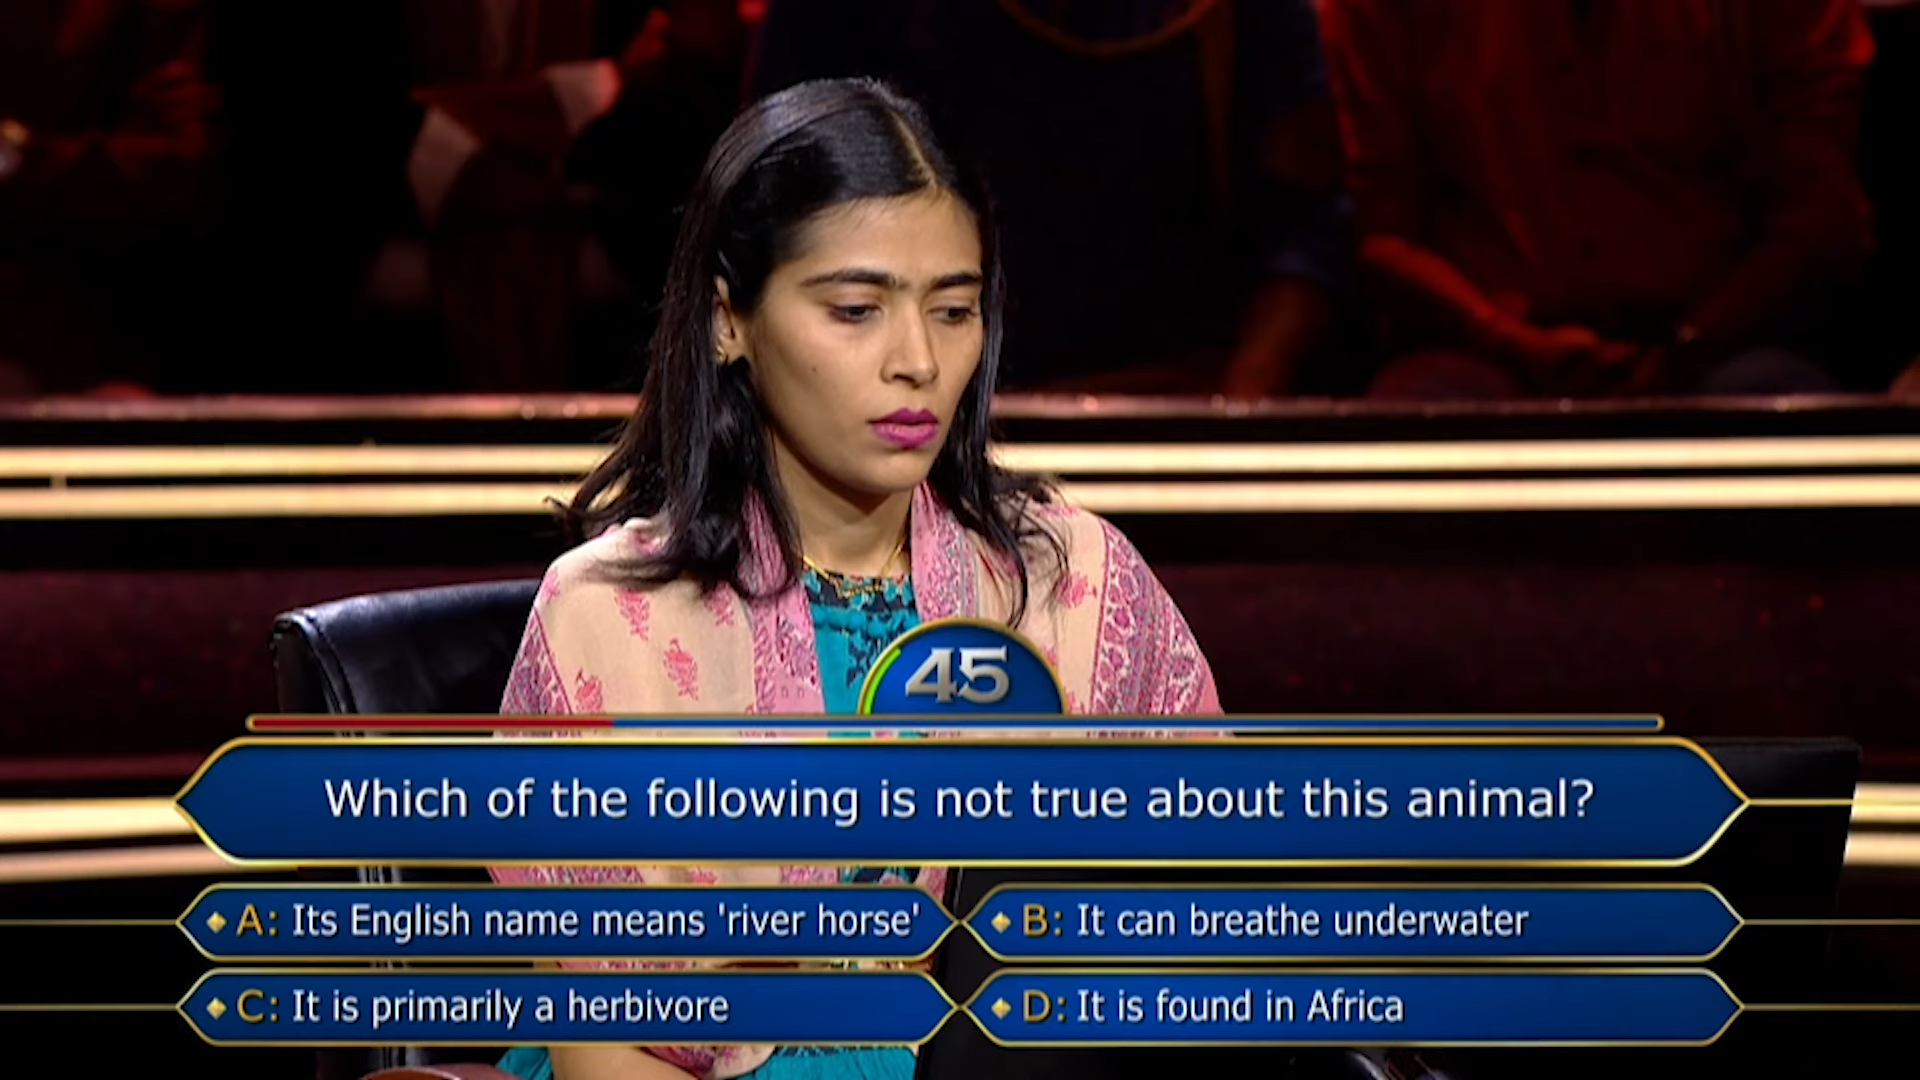 45
Which of the following is not true about this animal?
A: Its English name means 'river horse'
B: It can breathe underwater
C: It is primarily a herbivore
D: It is found in Africa